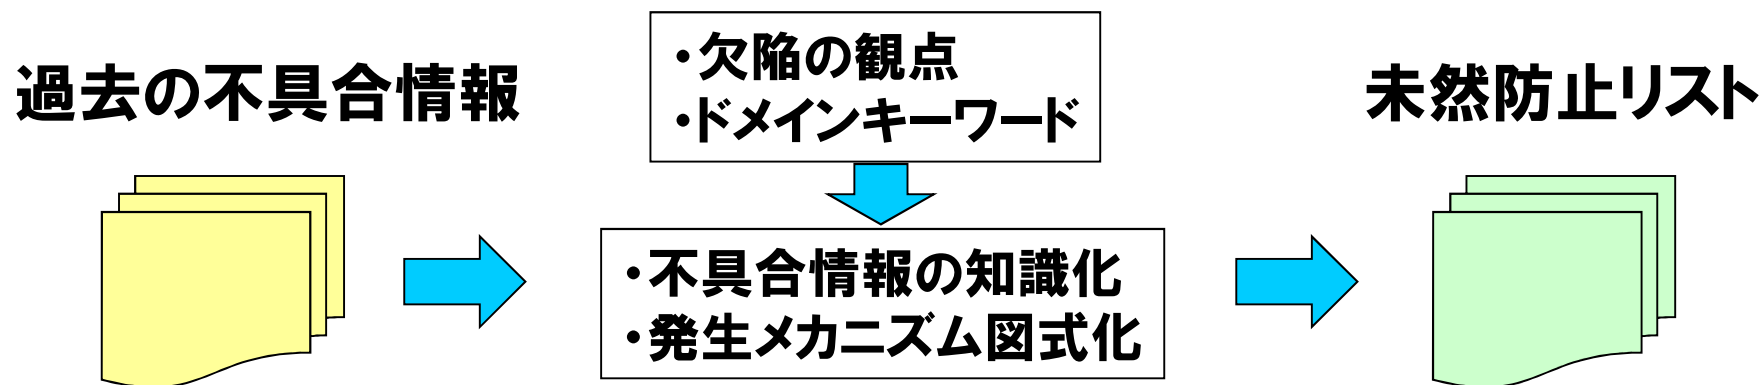 過去の不具合情報
・欠陥の観点
・ドメインキーワード
・不具合情報の知識化
・発生メカニズム図式化
未然防止リスト